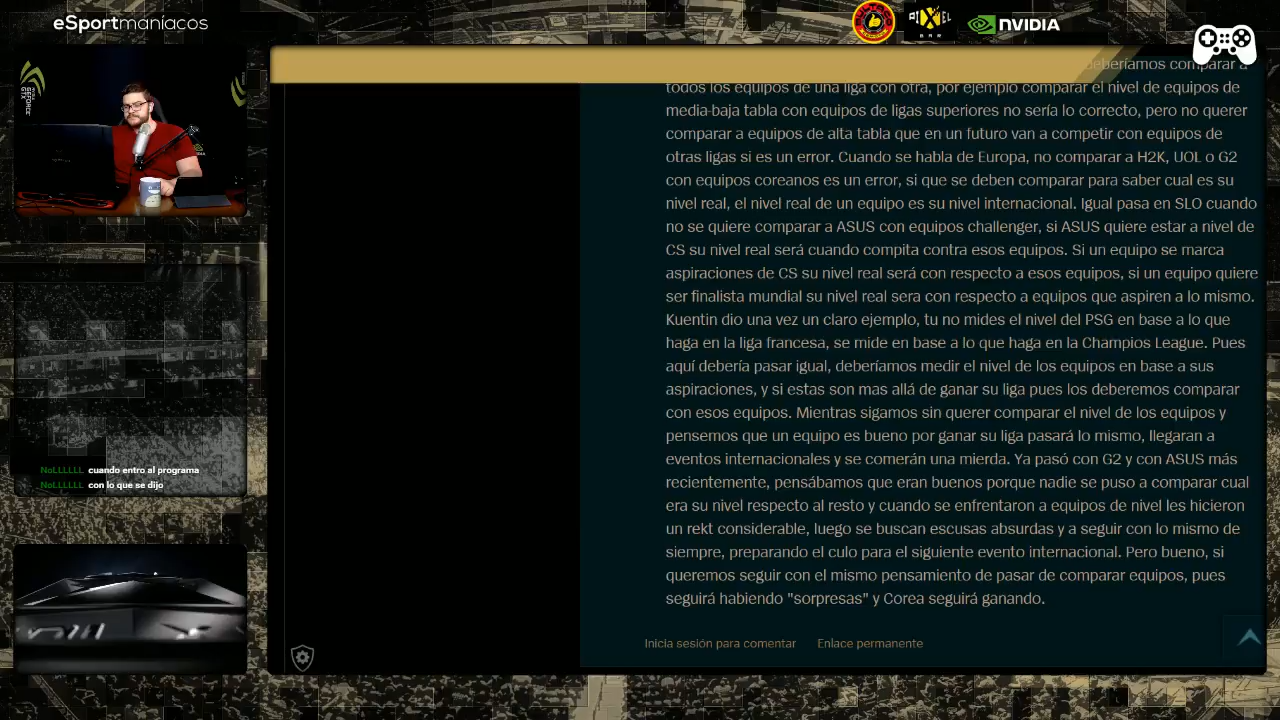 eSportmaníacos
PIXEL
BAR
NVIDIA
deberíamos comparar a
todos los equipos de una liga con otra, por ejemplo comparar el nivel de equipos de
media-baja tabla con equipos de ligas superiores no sería lo correcto, pero no querer
comparar a equipos de alta tabla que en un futuro van a competir con equipos de
otras ligas si es un error. Cuando se habla de Europa, no comparar a H2K, UOL o G2
con equipos coreanos es un error, si que se deben comparar para saber cual es su
nivel real, el nivel real de un equipo es su nivel internacional. Igual pasa en SLO cuando
no se quiere comparar a ASUS con equipos challenger, si ASUS quiere estar a nivel de
CS su nivel real será cuando compita contra esos equipos. Si un equipo se marca
aspiraciones de CS su nivel real será con respecto a esos equipos, si un equipo quiere
ser finalista mundial su nivel real sera con respecto a equipos que aspiren a lo mismo.
Kuentin dio una vez un claro ejemplo, tu no mides el nivel del PSG en base a lo que
haga en la liga francesa, se mide en base a lo que haga en la Champios League. Pues
aquí debería pasar igual, deberíamos medir el nivel de los equipos en base a sus
aspiraciones, y si estas son mas allá de ganar su liga pues los deberemos comparar
con esos equipos. Mientras sigamos sin querer comparar el nivel de los equipos y
pensemos que un equipo es bueno por ganar su liga pasará lo mismo, llegaran a
eventos internacionales y se comerán una mierda. Ya pasó con G2 y con ASUS más
recientemente, pensábamos que eran buenos porque nadie se puso a comparar cual
era su nivel respecto al resto y cuando se enfrentaron a equipos de nivel les hicieron
un rekt considerable, luego se buscan escusas absurdas y a seguir con lo mismo de
siempre, preparando el culo para el siguiente evento internacional. Pero bueno, si
queremos seguir con el mismo pensamiento de pasar de comparar equipos, pues
seguirá habiendo "sorpresas" y Corea seguirá ganando.
Inicia sesión para comentar Enlace permanente
GEFORCE GTX
NoLLLLLL cuando entro al programa
NoLLLLLL con lo que se dijo